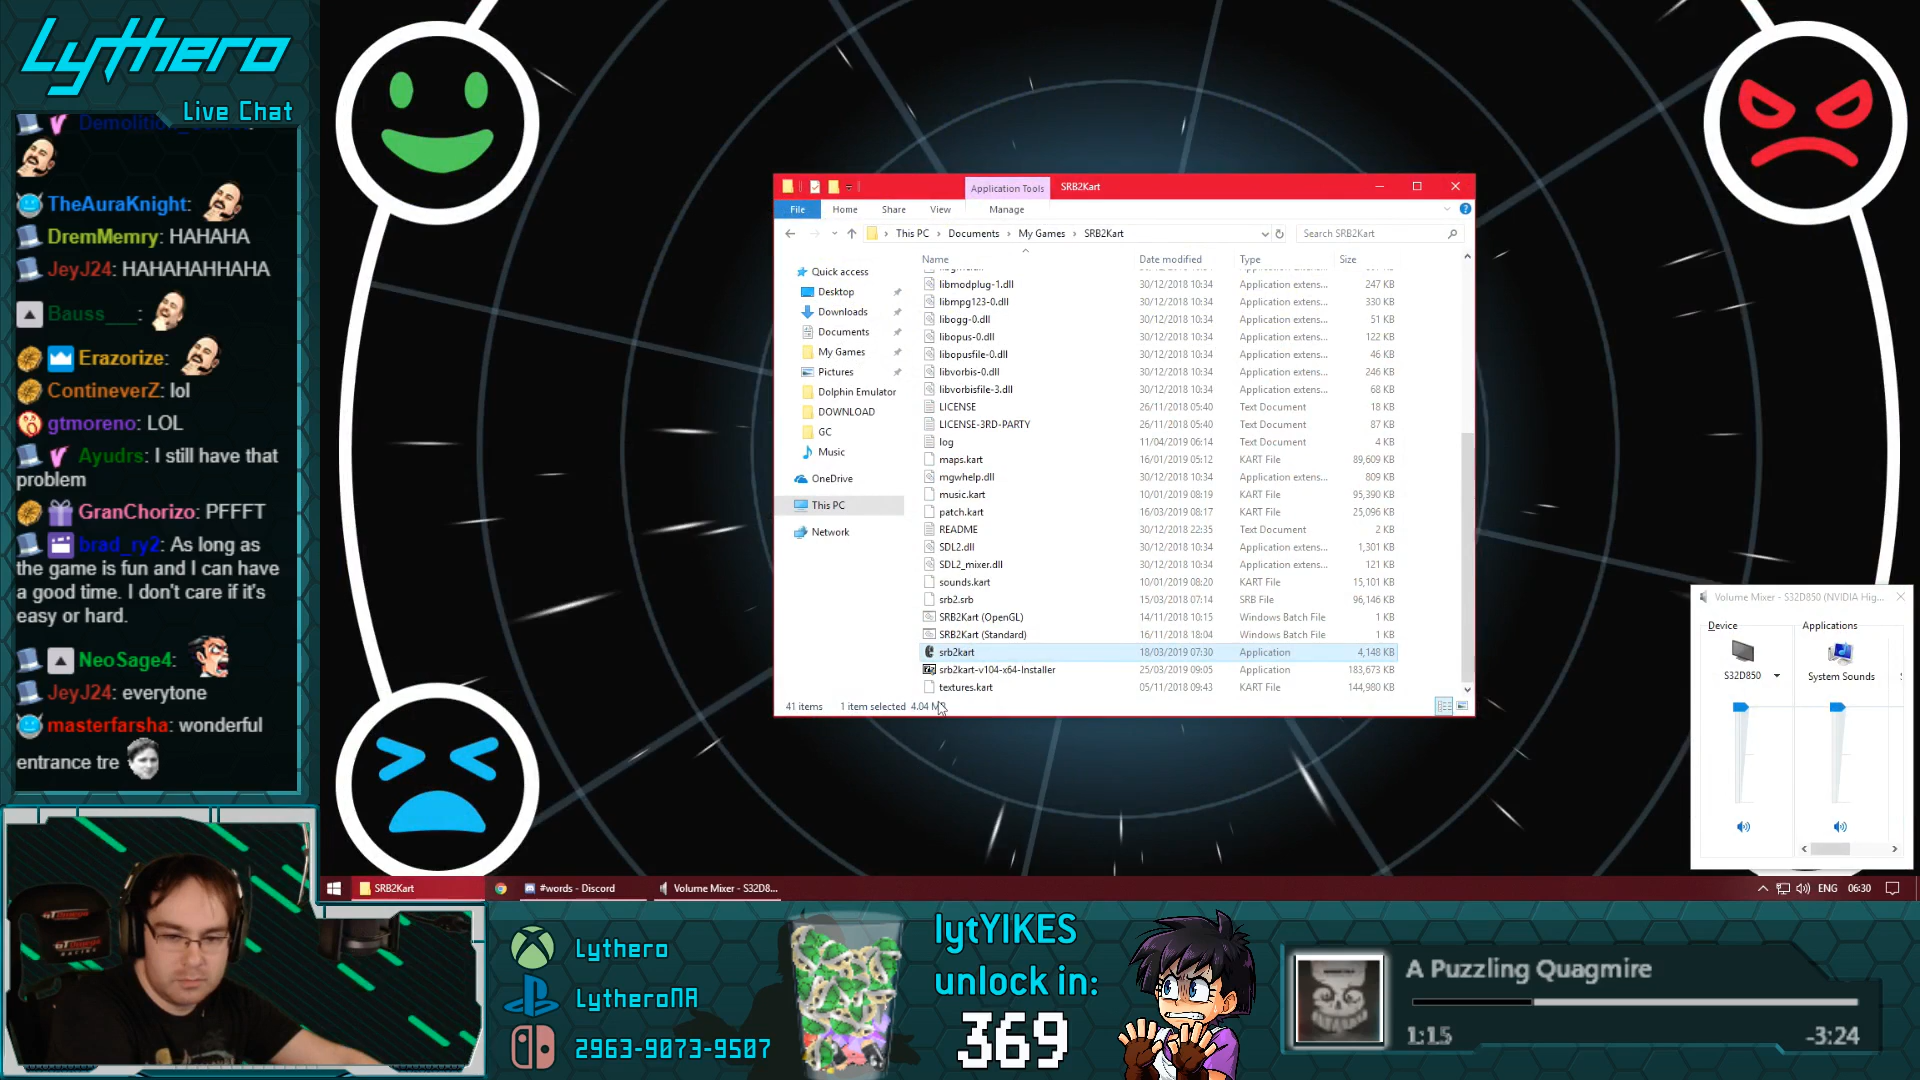 Lythero
Live Chat
TheAuraKnight:
DremMemry: HAHAHA
JeyJ24: HAHAHAHHAHA
Bauss___:
Erazorize:
ContineverZ: lol
gtmoreno: LOL
Ayudrs: I still have that
problem
GranChorizo: PFFFT
brad_ry2: As long as
the game is fun and I can have
a good time. I don't care if it's
easy or hard.
NeoSage4:
JeyJ24: everytone
masterfarsha: wonderful
entrance tre
Application Tools SRB2Kart
File Home Share View Manage
This PC Documents My Games SRB2Kart Search SRB2Kart
Name Date modified Type Size
Quick access
Desktop
Downloads
Documents
My Games
Pictures
Dolphin Emulator
DOWNLOAD
GC
Music
OneDrive
This PC
Network
libmodplug-1.dll 30/12/2018 10:34 Application extens... 247 KB
libmpg123-0.dll 30/12/2018 10:34 Application extens... 330 KB
libogg-0.dll 30/12/2018 10:34 Application extens... 51 KB
libopus-0.dll 30/12/2018 10:34 Application extens... 122 KB
libopusfile-0.dll 30/12/2018 10:34 Application extens... 46 KB
libvorbis-0.dll 30/12/2018 10:34 Application extens... 246 KB
libvorbisfile-3.dll 30/12/2018 10:34 Application extens... 68 KB
LICENSE 26/11/2018 05:40 Text Document 18 KB
LICENSE-3RD-PARTY 26/11/2018 05:40 Text Document 87 KB
log 11/04/2019 06:14 Text Document 4 KB
maps.kart 16/01/2019 05:12 KART File 89,609 KB
mgwhelp.dll 30/12/2018 10:34 Application extens... 809 KB
music.kart 10/01/2019 08:19 KART File 95,390 KB
patch.kart 16/03/2019 08:17 KART File 25,096 KB
README 30/12/2018 22:35 Text Document 2 KB
SDL2.dll 30/12/2018 10:34 Application extens... 1,301 KB
SDL2_mixer.dll 30/12/2018 10:34 Application extens... 121 KB
sounds.kart 10/01/2019 08:20 KART File 15,101 KB
srb2.srb 15/03/2019 07:14 SRB File 96,146 KB
SRB2Kart (OpenGL) 14/11/2018 10:15 Windows Batch File 1 KB
SRB2Kart (Standard) 16/11/2018 18:04 Windows Batch File 1 KB
srb2kart 18/03/2019 07:30 Application 4,148 KB
srb2kart-v104-x64-Installer 25/03/2019 09:05 Application 183,673 KB
textures.kart 05/11/2018 09:43 KART File 144,980 KB
41 items 1 item selected 4.04 M
Volume Mixer - S32D850 (NVIDIA Hig...
Device Applications
S32D850 System Sounds
SRB2Kart #words - Discord Volume Mixer - S32D8... ENG 06:30
Lythero
LytheroNA
2963-9073-9507
lytYIKES
unlock in:
369
A Puzzling Quagmire
1:15 -3:24